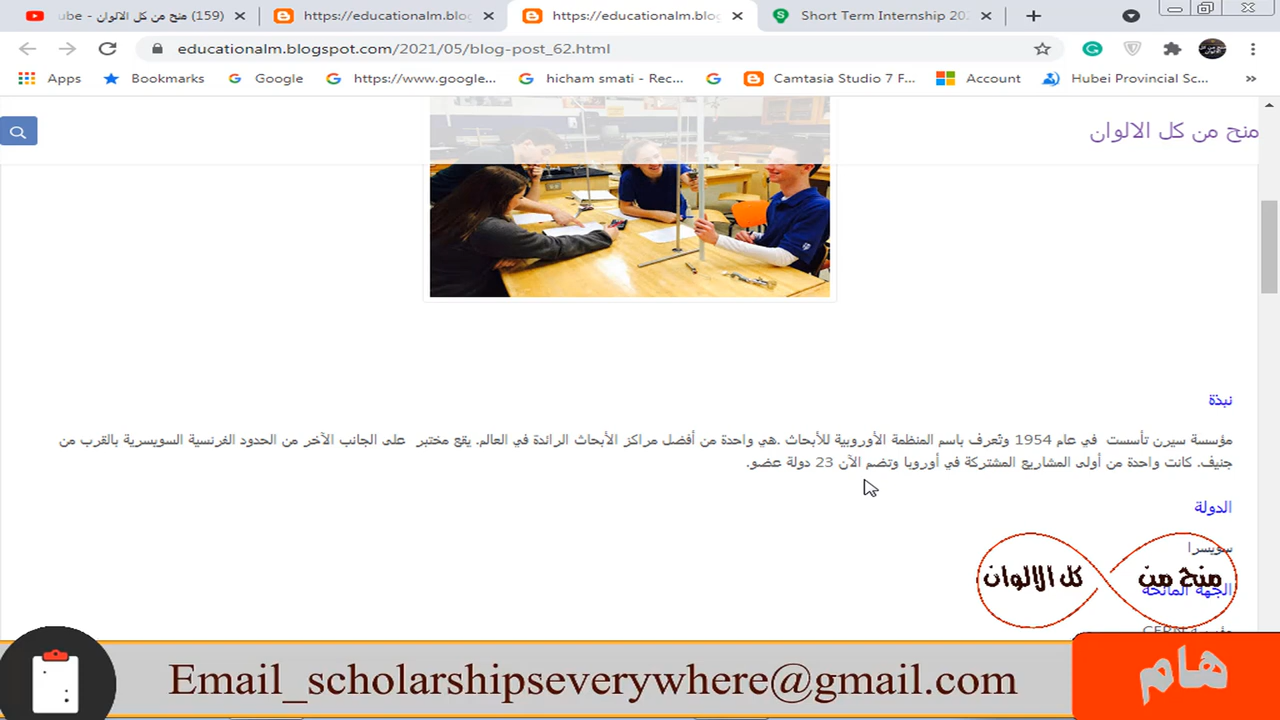 ube - منح من كل الالوان (159)
https://educationalm.blog
https://educationalm.blog
Short Term Internship 202
educationalm.blogspot.com/2021/05/blog-post_62.html
Apps
Bookmarks
Google
https://www.google...
hicham smati - Rec...
Camtasia Studio 7 F...
Account
Hubei Provincial Sc...
»
منح من كل الالوان
نبذة
مؤسسة سيرن تأسست في عام 1954 وتعرف باسم المنظمة الأوروبية للأبحاث .هي واحدة من أفضل مراكز الأبحاث الرائدة في العالم. يقع مختبر على الجانب الآخر من الحدود الفرنسية السويسرية بالقرب من
جنيف. كانت واحدة من أولى المشاريع المشتركة في أوروبا وتضم الآن 23 دولة عضو.
الدولة
سويسرا
منح من كل الالوان
الجهة المانحة
CERN
Email_scholarshipseverywhere@gmail.com
هام